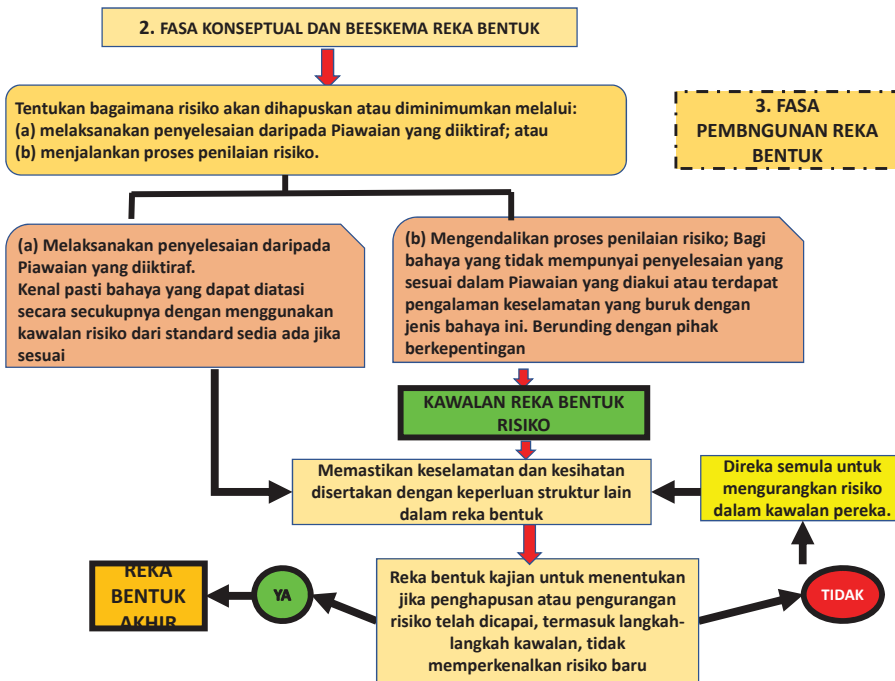 2. FASA KONSEPTUAL DAN BEESKEMA REKA BENTUK
Tentukan bagaimana risiko akan dihapuskan atau diminimumkan melalui:
(a) melaksanakan penyelesaian daripada Piawaian yang diiktiraf; atau
(b) menjalankan proses penilaian risiko.
3. FASA
PEMBNGUNAN REKA
BENTUK
(a) Melaksanakan penyelesaian daripada
Piawaian yang diiktiraf.
Kenal pasti bahaya yang dapat diatasi
secara secukupnya dengan menggunakan
kawalan risiko dari standard sedia ada jika
sesuai
(b) Mengendalikan proses penilaian risiko; Bagi
bahaya yang tidak mempunyai penyelesaian yang
sesuai dalam Piawaian yang diakui atau terdapat
pengalaman keselamatan yang buruk dengan
jenis bahaya ini. Berunding dengan pihak
berkepentingan
KAWALAN REKA BENTUK
RISIKO
Memastikan keselamatan dan kesihatan
disertakan dengan keperluan struktur lain
dalam reka bentuk
Direka semula untuk
mengurangkan risiko
dalam kawalan pereka.
REKA
BENTUK
AKHIR
YA
Reka bentuk kajian untuk menentukan
jika penghapusan atau pengurangan
risiko telah dicapai, termasuk langkah-
langkah kawalan, tidak
memperkenalkan risiko baru
TIDAK